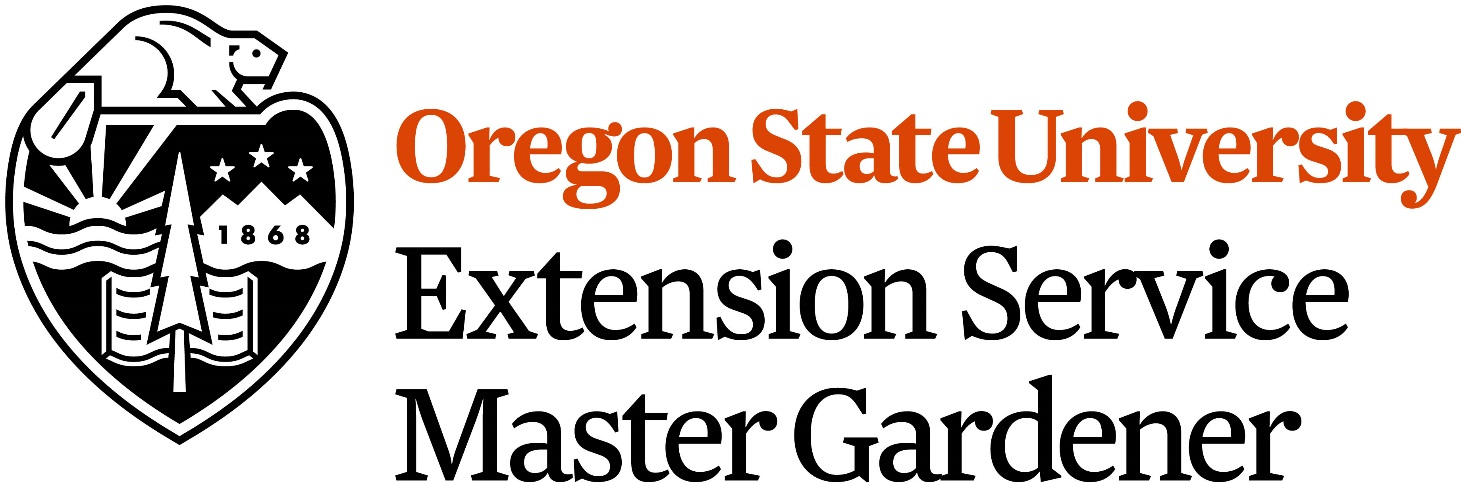 1868
Oregon State University
Extension Service
Master Gardener